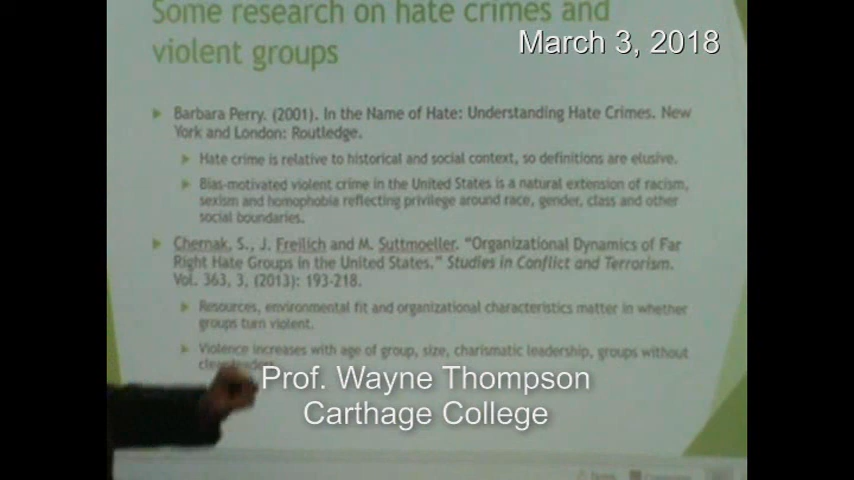 Some research on hate crimes and
violent groups
March 3, 2018
Barbara Perry. (2001). In the Name of Hate: Understanding Hate Crimes. New
York and London: Routledge.
Hate crime is relative to historical and social context, so definitions are elusive.
Bias-motivated violent crime in the United States is a natural extension of racism,
sexism and homophobia reflecting privilege around race, gender, class and other
social boundaries.
Chernak, S., J. Freilich and M. Suttmoeller. "Organizational Dynamics of Far
Right Hate Groups in the United States." Studies in Conflict and Terrorism.
Vol. 363, 3, (2013): 193-218.
Resources, environmental fit and organizational characteristics matter in whether
groups turn violent.
Violence increases with age of group, size, charismatic leadership, groups without
Prof. Wayne Thompson
Carthage College